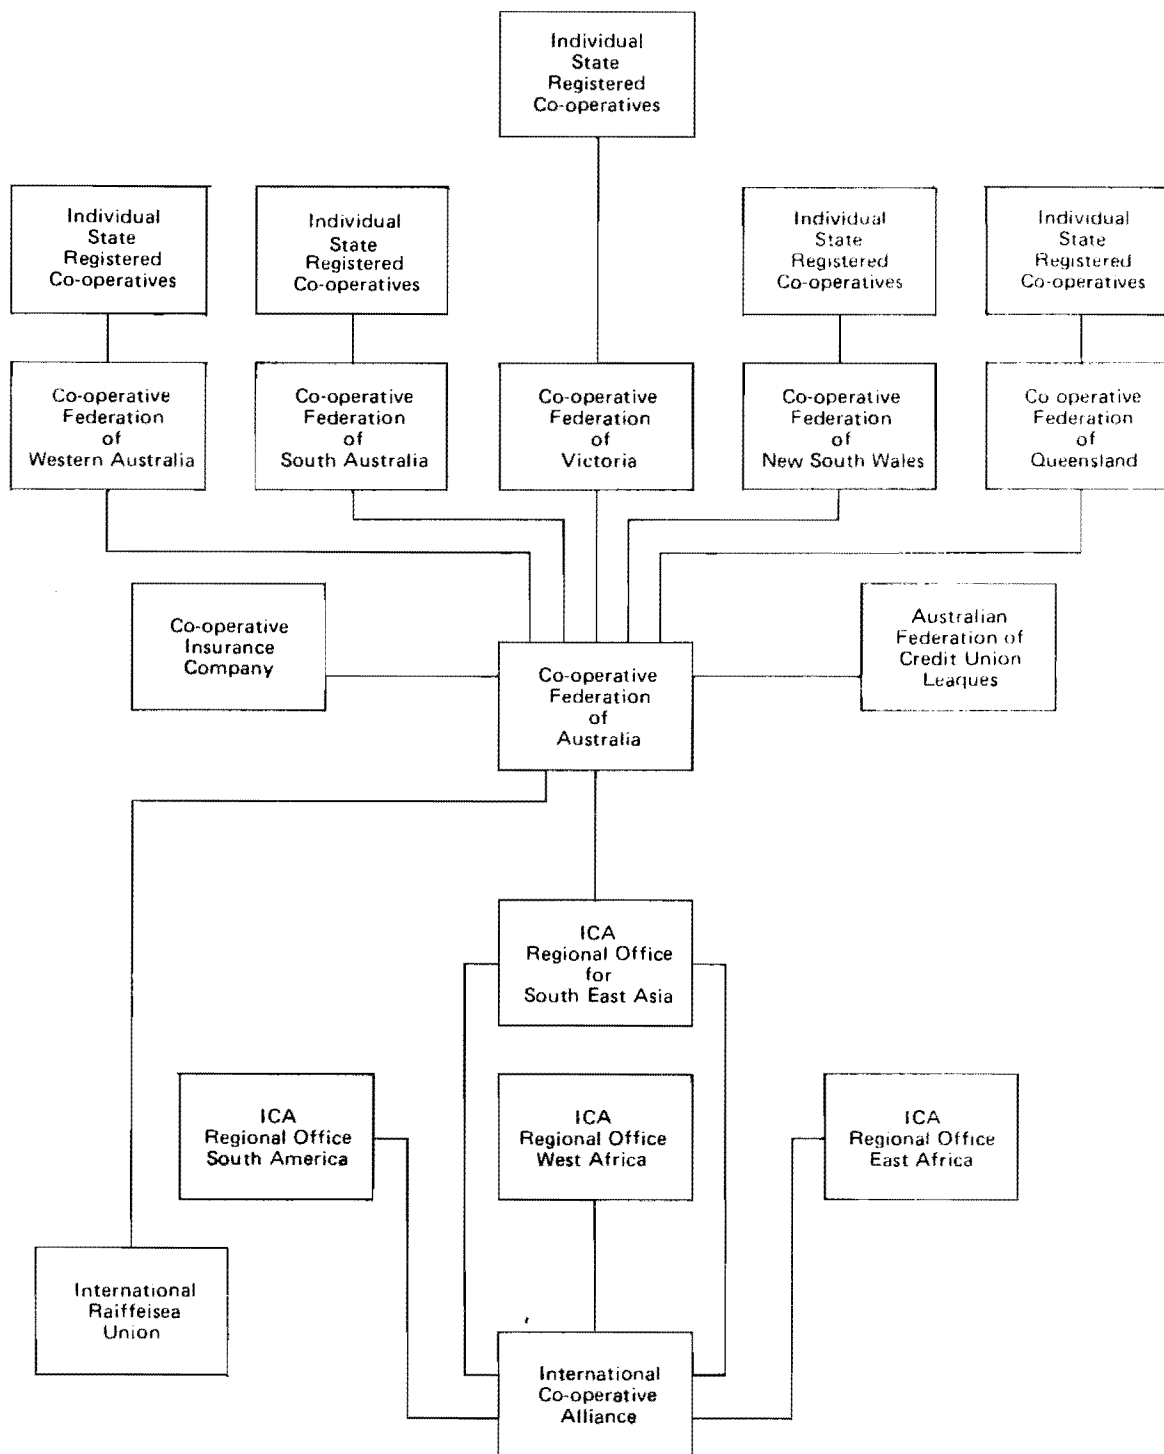 Individual
State
Registered
Co-operatives
Individual
State
Registered
Co-operatives
Individual
State
Registered
Co-operatives
Individual
State
Registered
Co-operatives
Individual
State
Registered
Co-operatives
Co-operative
Federation
of
Western Australia
Co-operative
Federation
of
South Australia
Co-operative
Federation
of
Victoria
Co-operative
Federation
of
New South Wales
Co operative
Federation
of
Queensland
Co-operative
Insurance
Company
Co-operative
Federation
of
Australia
Australian
Federation of
Credit Union
Leaques
ICA
Regional Office
for
South East Asia
ICA
Regional Office
South America
ICA
Regional Office
West Africa
ICA
Regional Office
East Africa
International
Raiffeisea
Union
International
Co-operative
Alliance